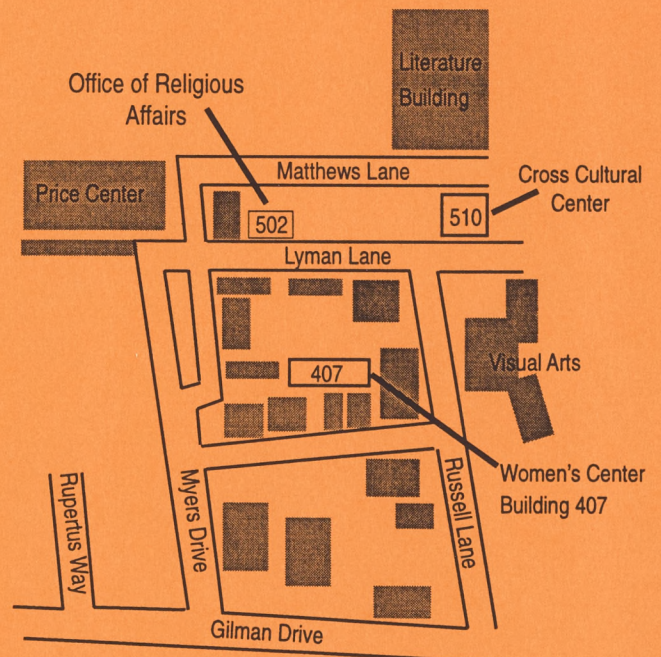 Literature
Building
Office of Religious
Affairs
Matthews Lane
Price Center
Cross Cultural
Center
502
510
Lyman Lane
Visual Arts
407
Women's Center
Building 407
Rupertus Way
Myers Drive
Russell Lane
Gilman Drive